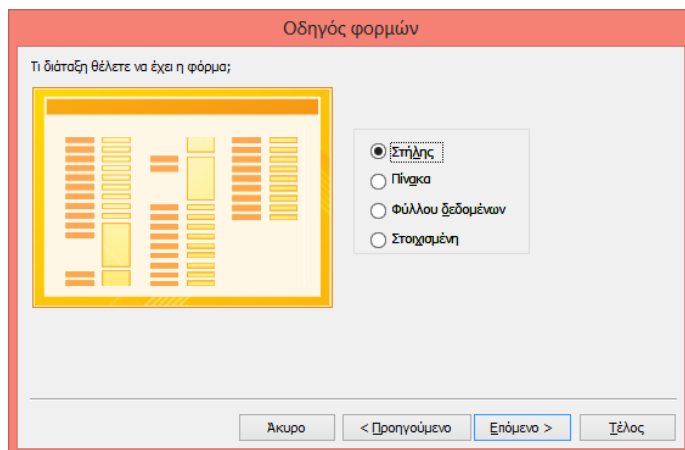 Οδηγός φορμών
Τι διάταξη θέλετε να έχει η φόρμα;
Στήλης
Πίνακα
Φύλλου δεδομένων
Στοιχισμένη
Άκυρο
< Προηγούμενο
Επόμενο >
Τέλος